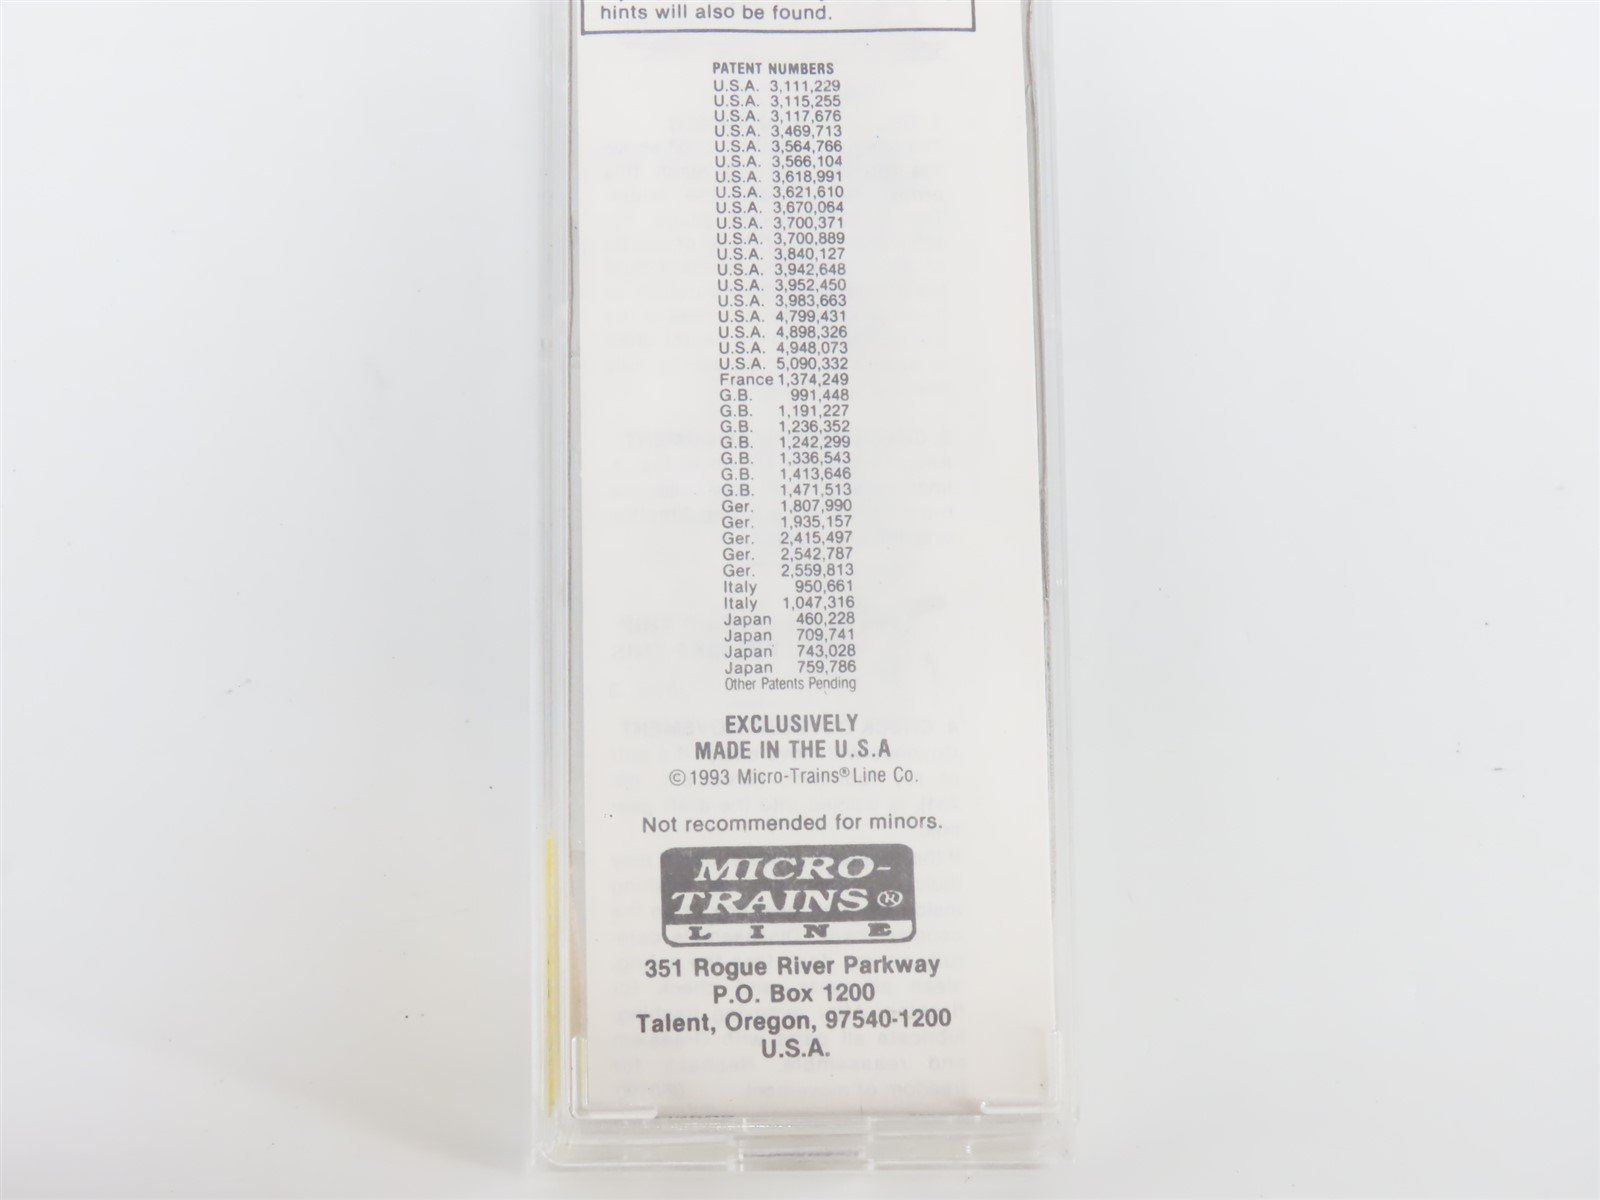 hints will also be found.
PATENT NUMBERS
U.S.A. 3,111,229
U.S.A. 3,115,255
U.S.A. 3,117,676
U.S.A. 3,469,713
U.S.A. 3,564,766
U.S.A. 3,566,104
U.S.A. 3,618,991
U.S.A. 3,621,610
U.S.A. 3,670,064
U.S.A. 3,700,371
U.S.A. 3,700,889
U.S.A. 3,840,127
U.S.A. 3,942,648
U.S.A. 3,952,450
U.S.A. 3,983,663
U.S.A. 4,799,431
U.S.A. 4,898,326
U.S.A. 4,948,073
U.S.A. 5,090,332
France 1,374,249
G.B. 991,448
G.B. 1,191,227
G.B. 1,236,352
G.B. 1,242,299
G.B. 1,336,543
G.B. 1,413,646
G.B. 1,471,513
Ger. 1,807,990
Ger. 1,935,157
Ger. 2,415,497
Ger. 2,542,787
Ger. 2,559,813
Italy 950,661
Italy 1,047,316
Japan 460,228
Japan 709,741
Japan 743,028
Japan 759,786
Other Patents Pending
EXCLUSIVELY
MADE IN THE U.S.A
©1993 Micro-Trains® Line Co.
Not recommended for minors.
MICRO-
TRAINS®
LINE
351 Rogue River Parkway
P.O. Box 1200
Talent, Oregon, 97540-1200
U.S.A.